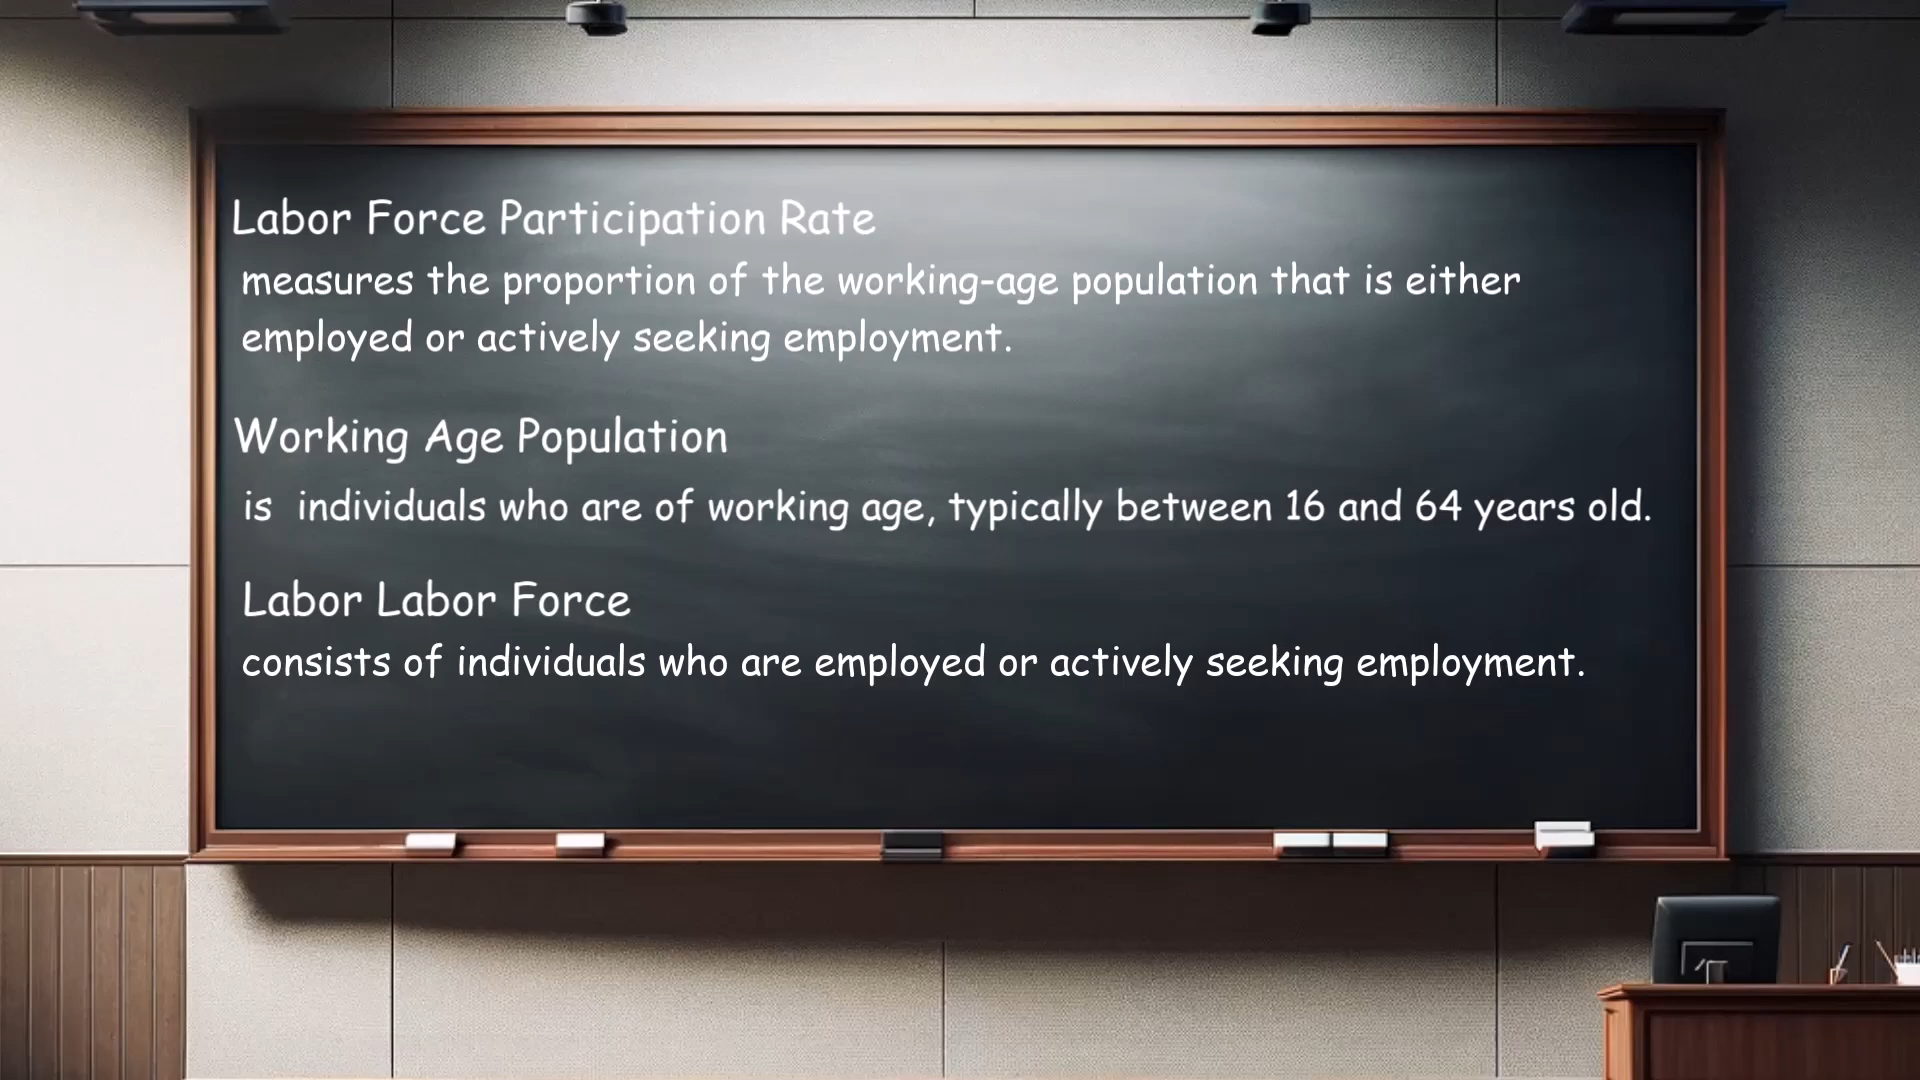 Labor Force Participation Rate
measures the proportion of the working-age population that is either
employed or actively seeking employment.
Working Age Population
is individuals who are of working age, typically between 16 and 64 years old.
Labor Labor Force
consists of individuals who are employed or actively seeking employment.